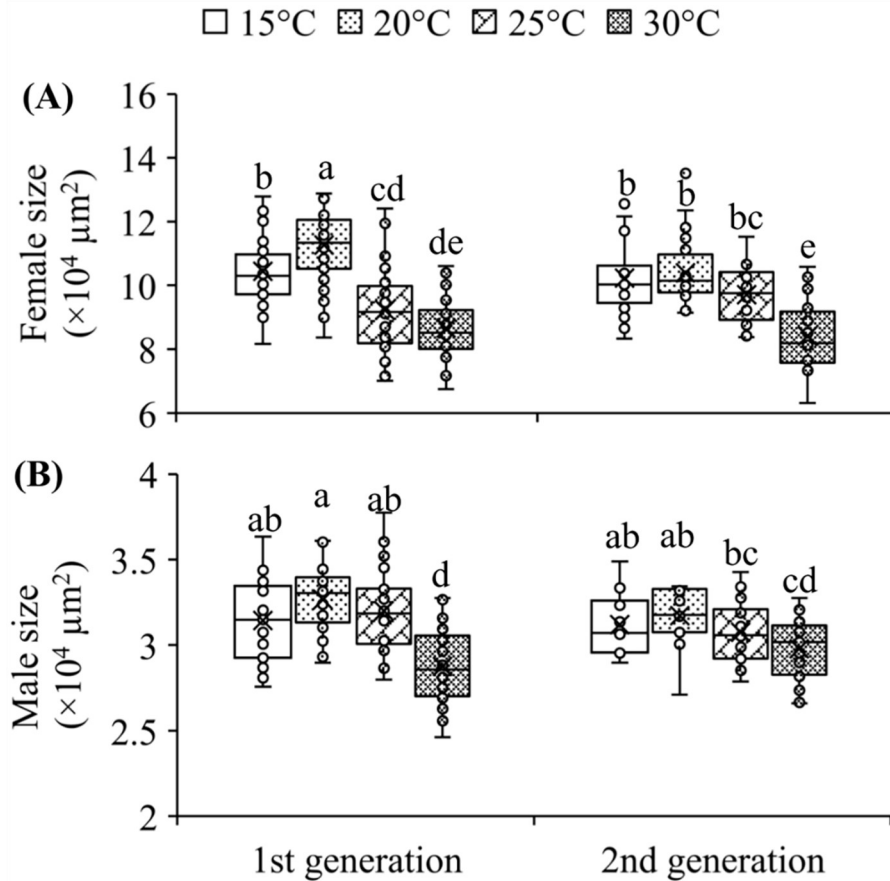 15°C 20°C 25°C 30°C
(A)
Female size
(×10⁴ µm²)
16
14
12
10
8
6
b a cd de b b bc e
(B)
Male size
(×10⁴ µm²)
4
3.5
3
2.5
2
ab a ab d ab ab bc cd
1st generation 2nd generation